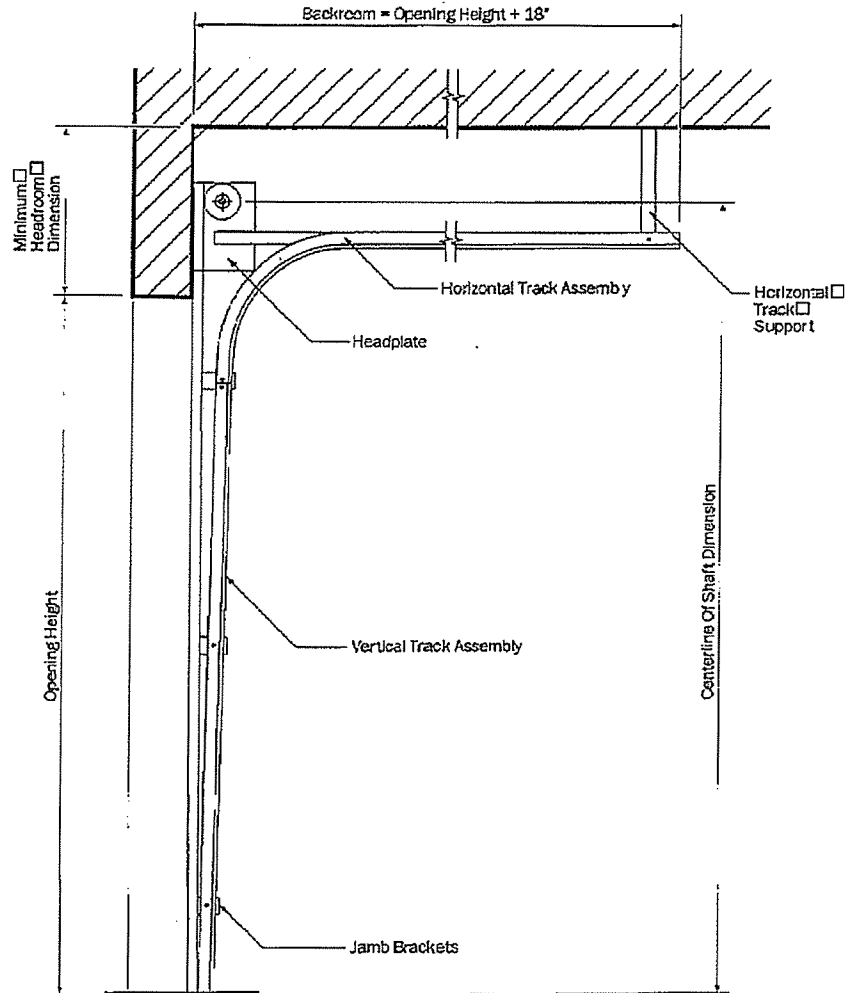 Backroom = Opening Height + 18"
Minimum□
Headroom□
Dimension
Horizontal Track Assembly
Horizontal□
Track□
Support
Headplate
Centerline Of Shaft Dimension
Opening Height
Vertical Track Assembly
Jamb Brackets